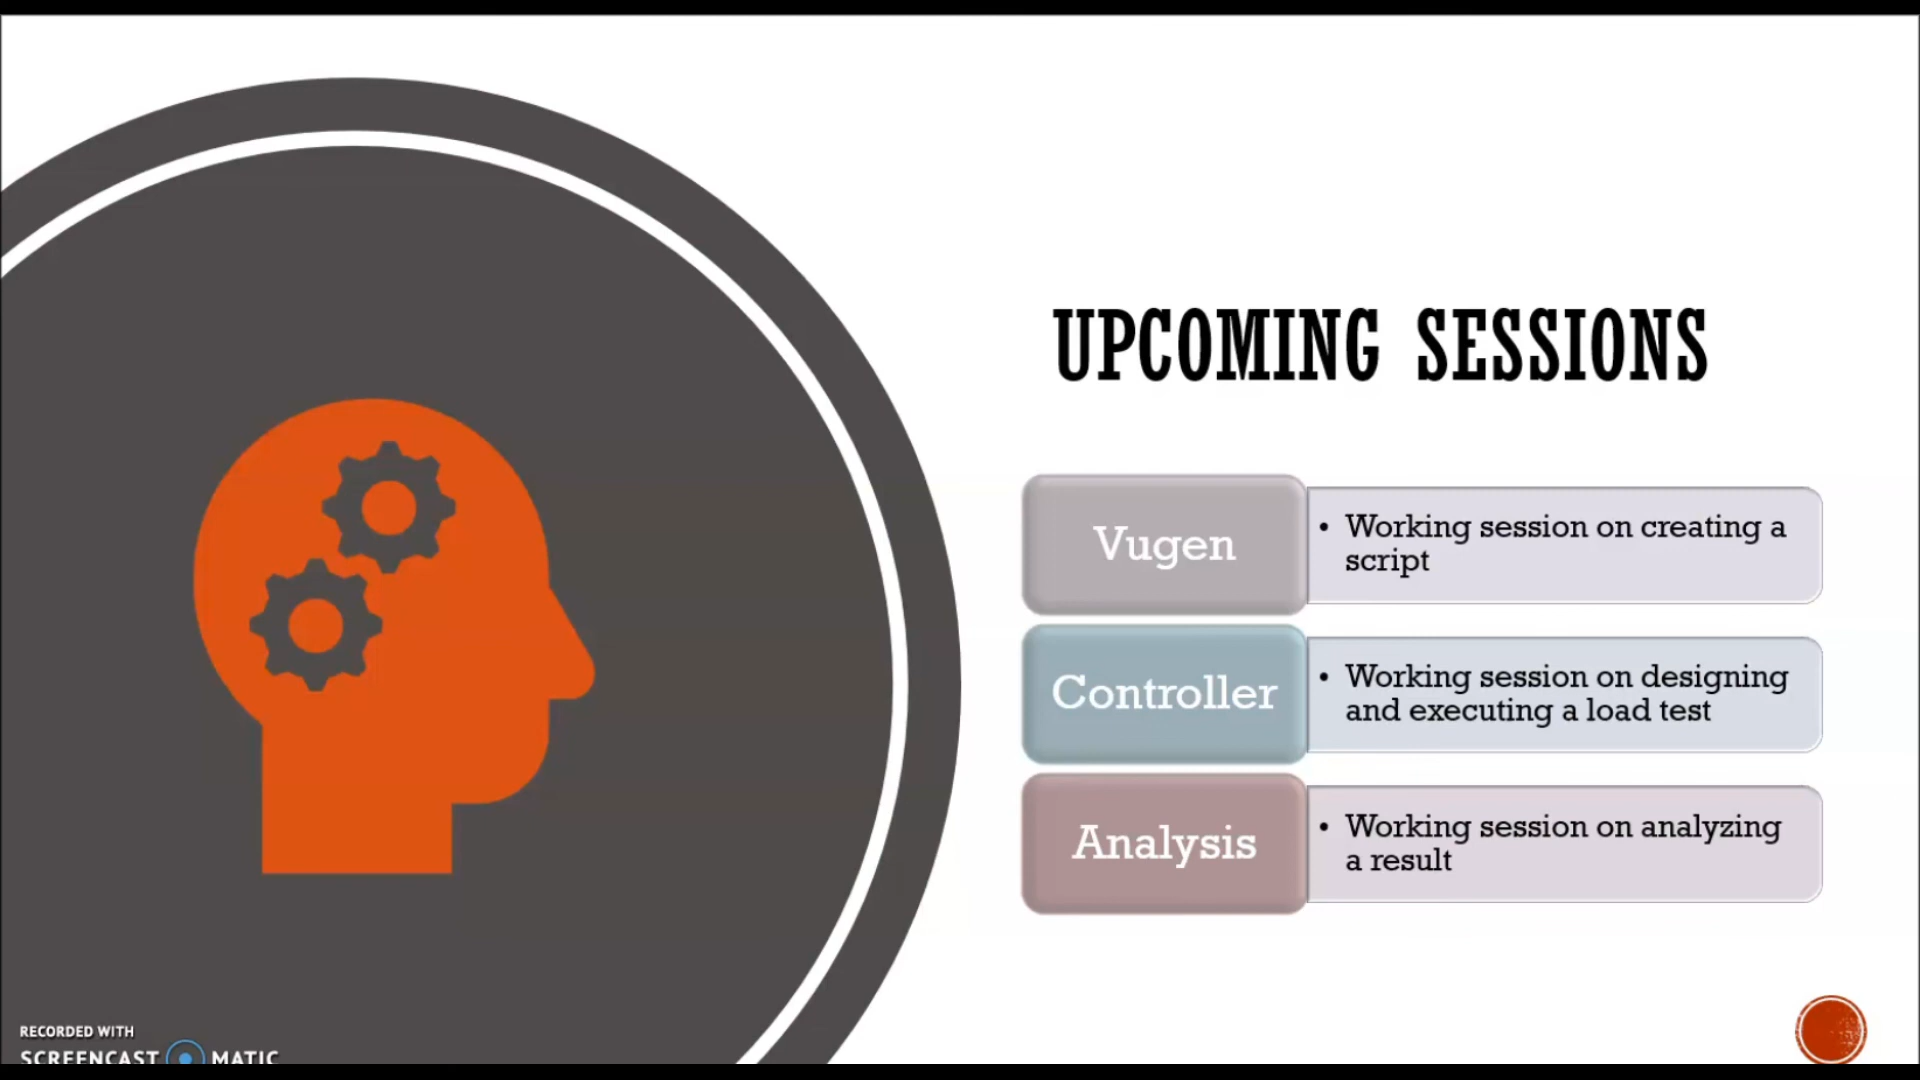 UPCOMING SESSIONS
Vugen
• Working session on creating a
script
Controller
• Working session on designing
and executing a load test
Analysis
• Working session on analyzing
a result
RECORDED WITH
SCREENCAST MATIC